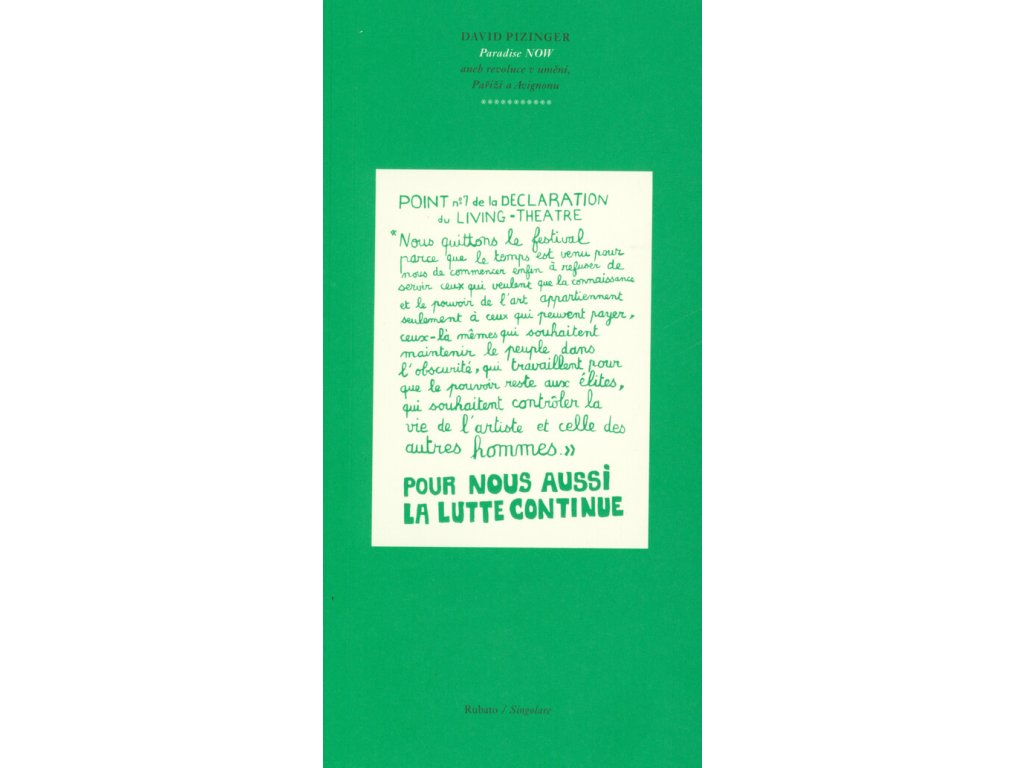 DAVID PIZINGER
Paradise NOW
aneb revoluce v umění,
Paříži a Avignonu
***********
POINT nº7 de la DECLARATION
du LIVING-THEATRE
"Nous quittons le festival
parce que le temps est venu pour
nous de commencer enfin à refuser de
servir ceux qui veulent que la connaissance
et le pouvoir de l'art appartiennent
seulement à ceux qui peuvent payer,
ceux-là mêmes qui souhaitent
maintenir le peuple dans
l'obscurité, qui travaillent pour
que le pouvoir reste aux élites,
qui souhaitent contrôler la
vie de l'artiste et celle des
autres hommes.»
POUR NOUS AUSSI
LA LUTTE CONTINUE
Rubato / Singolare